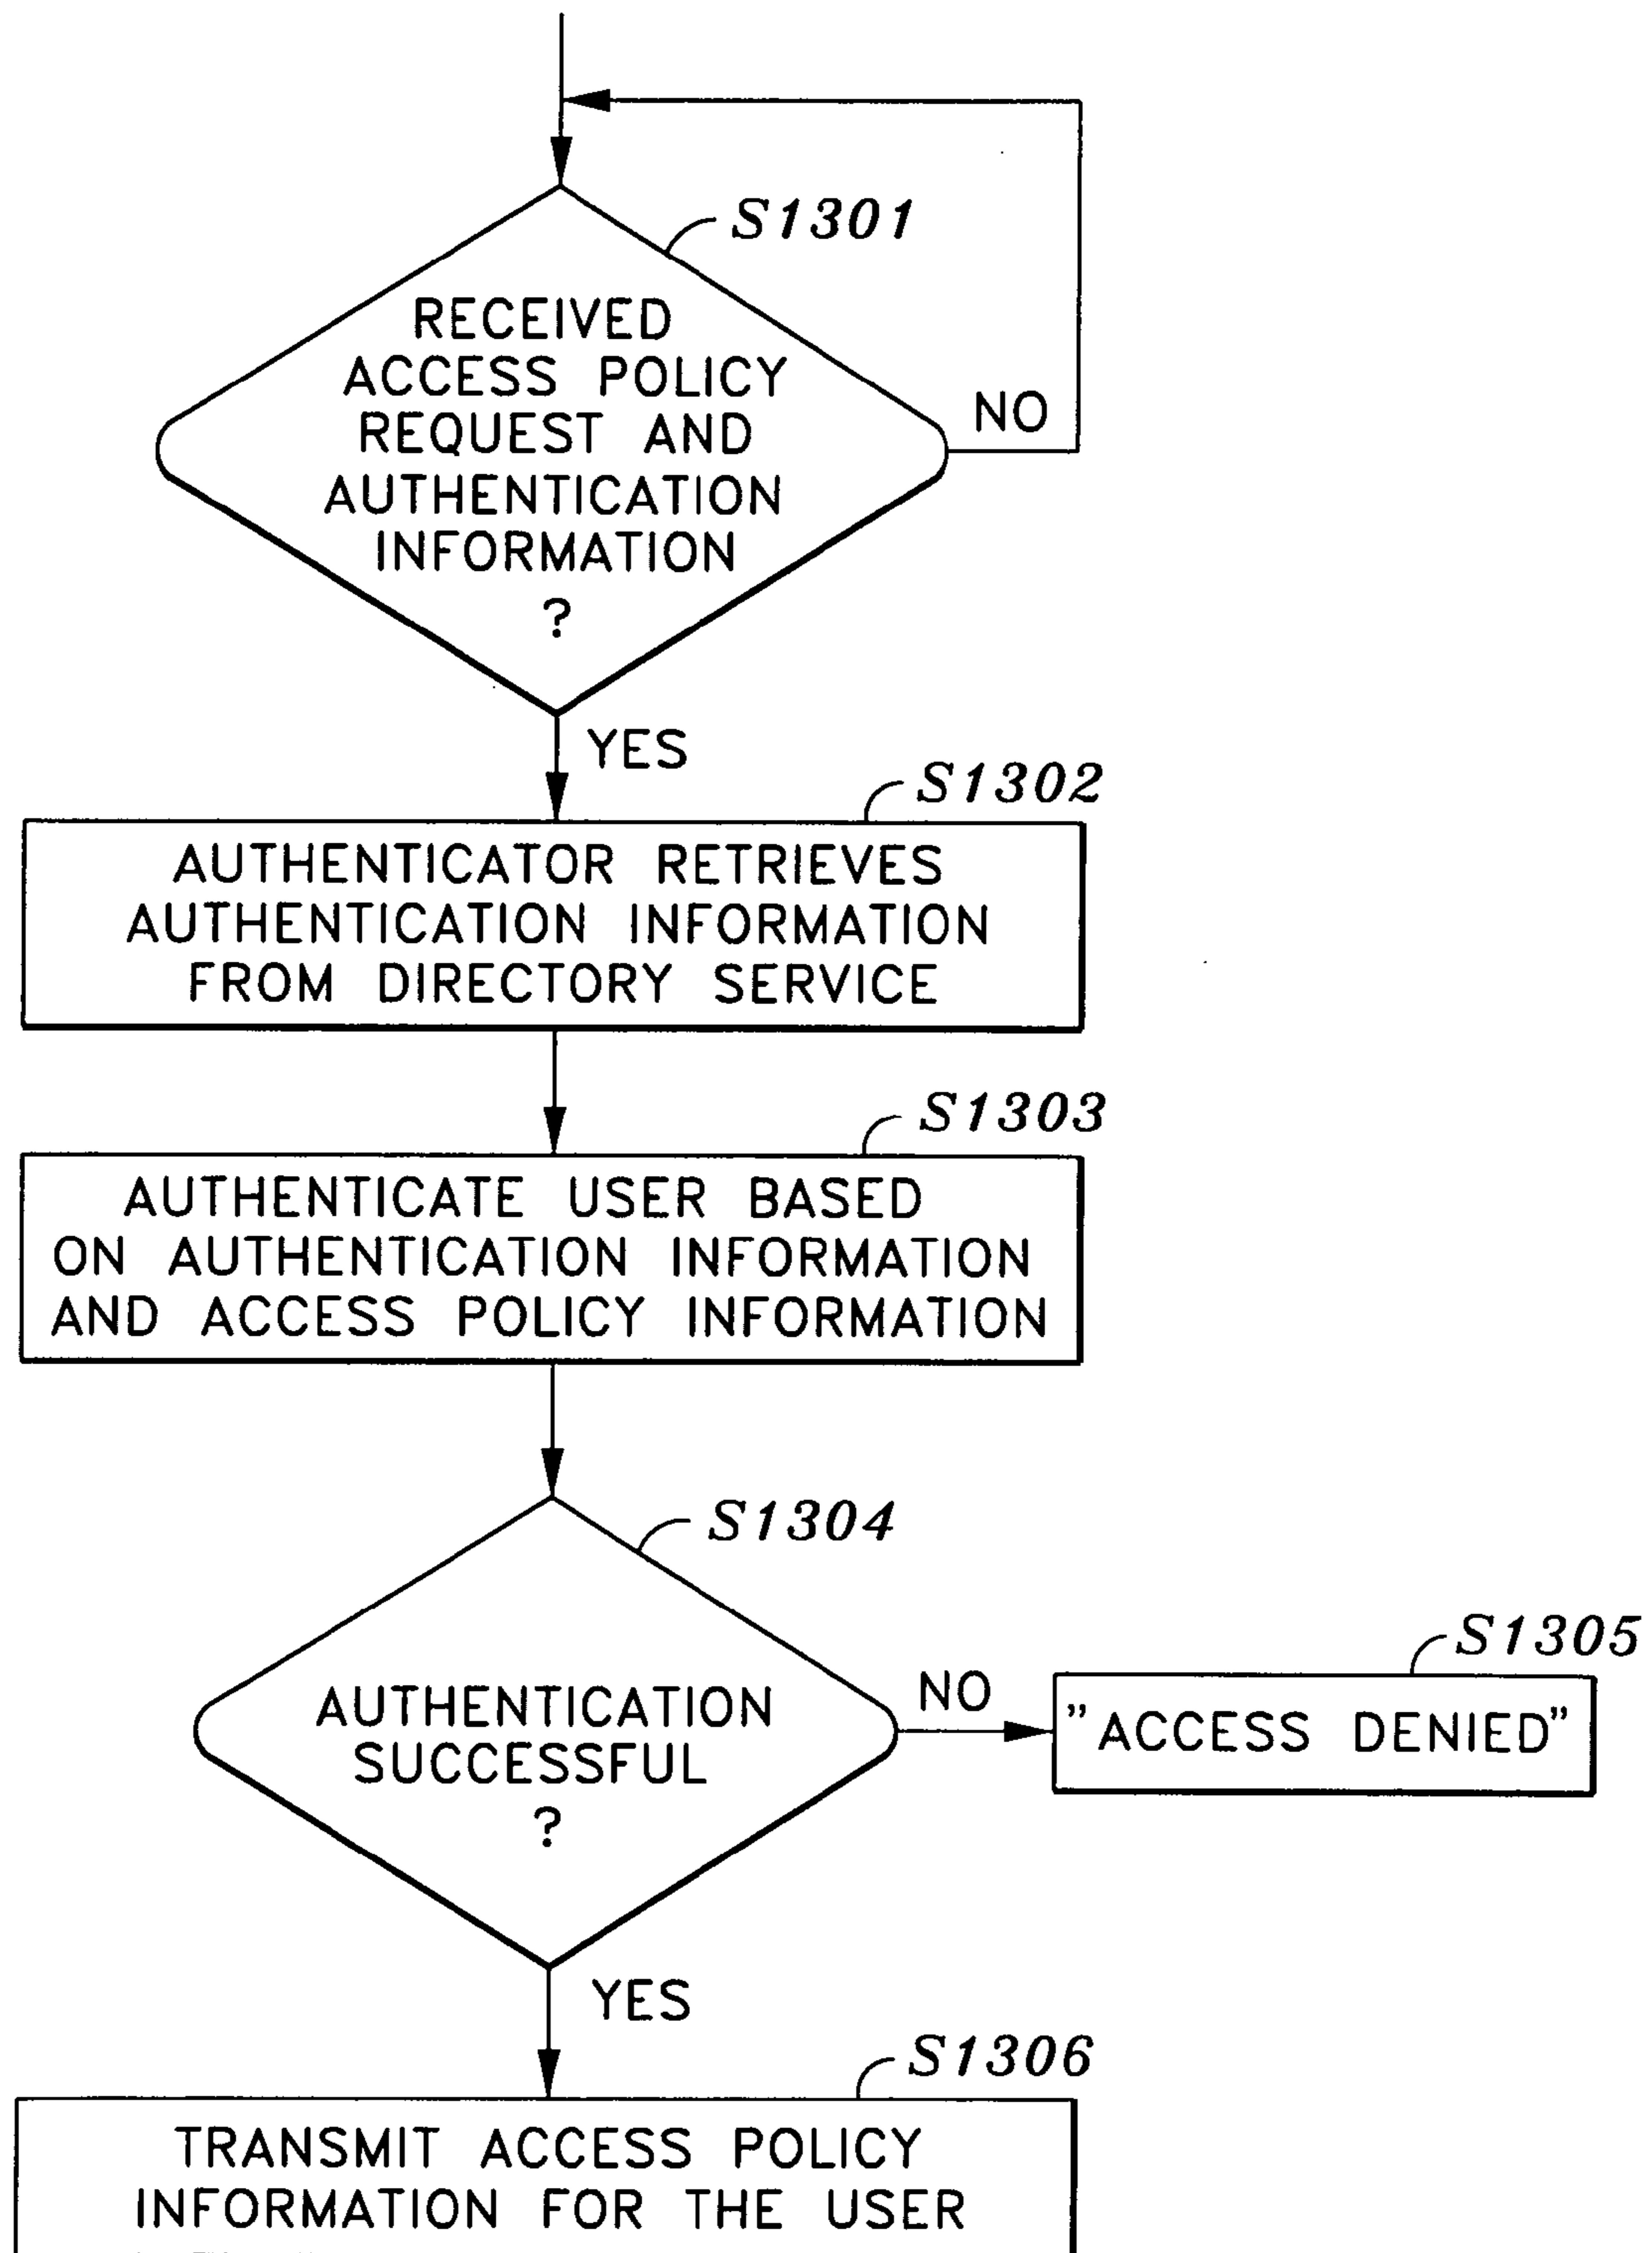 S1301
RECEIVED
ACCESS POLICY
REQUEST AND
AUTHENTICATION
INFORMATION
?
NO
YES
S1302
AUTHENTICATOR RETRIEVES
AUTHENTICATION INFORMATION
FROM DIRECTORY SERVICE
S1303
AUTHENTICATE USER BASED
ON AUTHENTICATION INFORMATION
AND ACCESS POLICY INFORMATION
S1304
AUTHENTICATION
SUCCESSFUL
?
NO
S1305
"ACCESS DENIED"
YES
S1306
TRANSMIT ACCESS POLICY
INFORMATION FOR THE USER